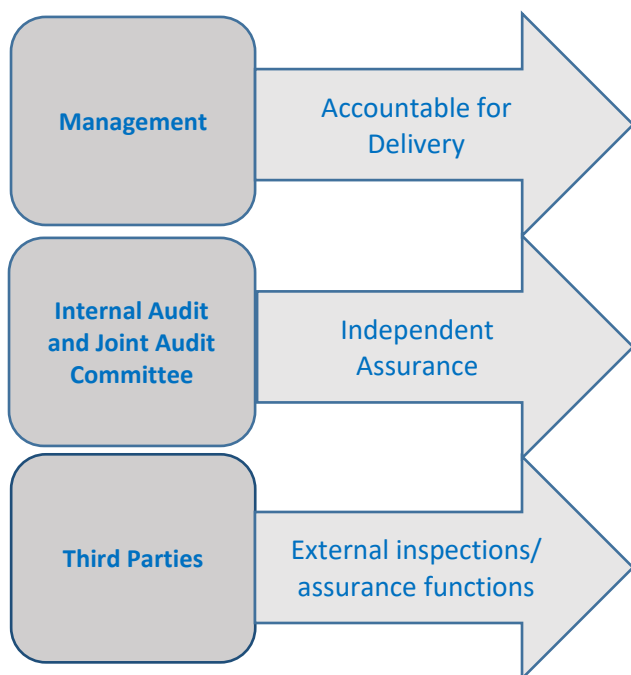 Management
Accountable for
Delivery
Internal Audit
and Joint Audit
Committee
Independent
Assurance
Third Parties
External inspections/
assurance functions